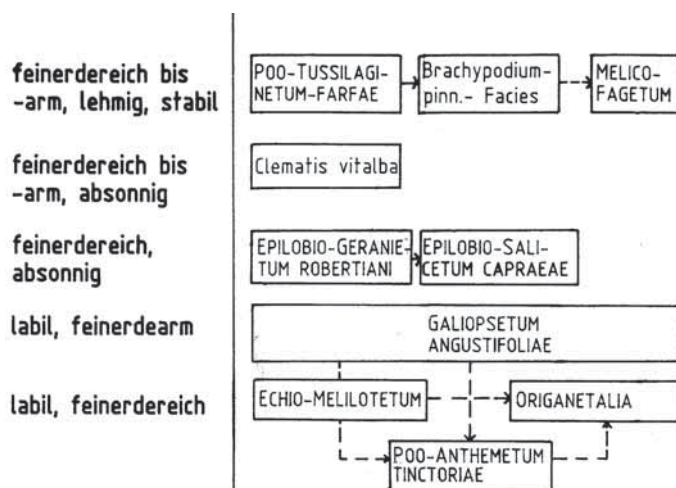 feinerdereich bis
-arm, lehmig, stabil
POO-TUSSILAGI-
NETUM-FARFAE
Brachypodium-
pinn.- Facies
MELICO-
FAGETUM
feinerdereich bis
-arm, absonnig
Clematis vitalba
feinerdereich,
absonnig
EPILOBIO-GERANIE-
TUM ROBERTIANI
EPILOBIO-SALI-
CETUM CAPRAEAE
labil, feinerdearm
GALIOPSETUM
ANGUSTIFOLIAE
labil, feinerdereich
ECHIO-MELILOTETUM
ORIGANETALIA
POO-ANTHEMETUM
TINCTORIAE